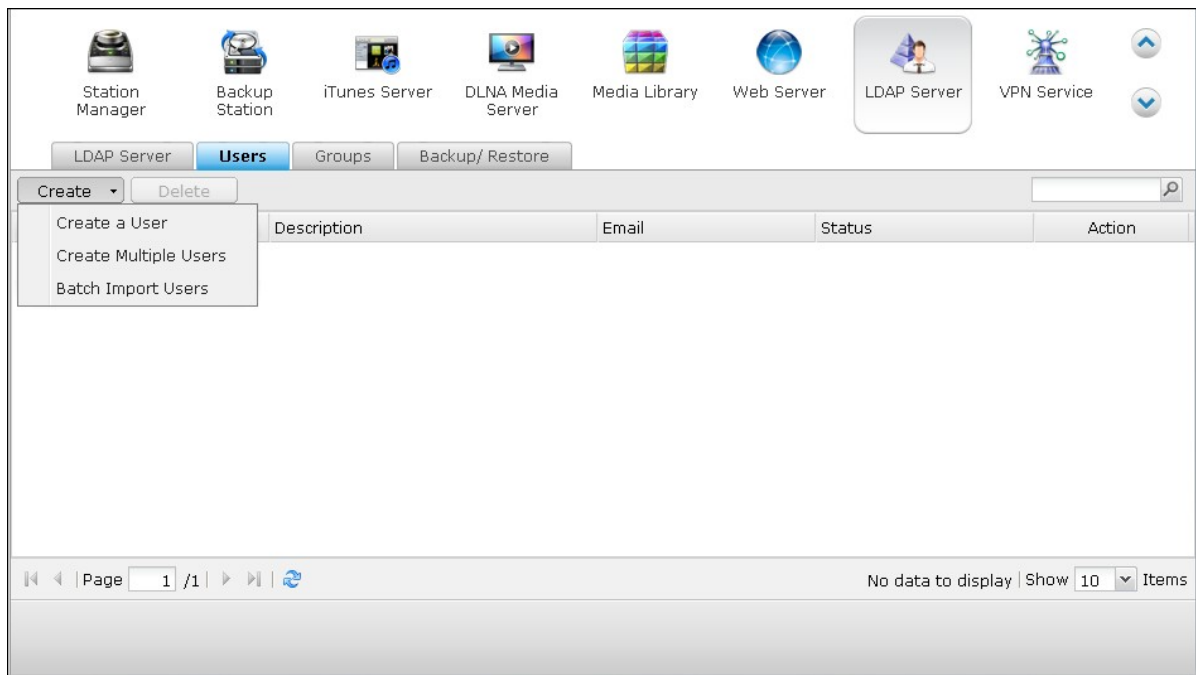 Station Manager
Backup Station
iTunes Server
DLNA Media Server
Media Library
Web Server
LDAP Server
VPN Service
LDAP Server
Users
Groups
Backup/ Restore
Create
Delete
Create a User
Create Multiple Users
Batch Import Users
Description
Email
Status
Action
Page 1 /1
No data to display
Show 10 Items